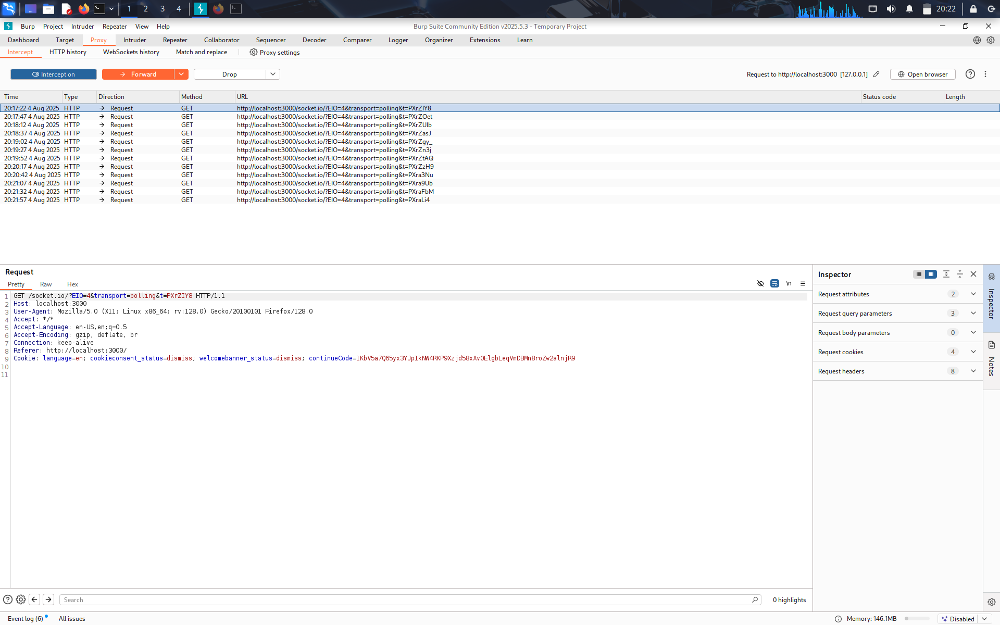 1 2 3 4 20:22
Burp Project Intruder Repeater View Help Burp Suite Community Edition v2025.5.3 - Temporary Project
Dashboard Target Proxy Intruder Repeater Collaborator Sequencer Decoder Comparer Logger Organizer Extensions Learn
Intercept HTTP history WebSockets history Match and replace Proxy settings
Intercept on Forward Drop Request to http://localhost:3000 [127.0.0.1] Open browser
Time Type Direction Method URL Status code Length
20:17:22 4 Aug 2025 HTTP → Request GET http://localhost:3000/socket.io/?EIO=4&transport=polling&t=PXrZIY8
20:17:47 4 Aug 2025 HTTP → Request GET http://localhost:3000/socket.io/?EIO=4&transport=polling&t=PXrZOet
20:18:12 4 Aug 2025 HTTP → Request GET http://localhost:3000/socket.io/?EIO=4&transport=polling&t=PXrZUlb
20:18:37 4 Aug 2025 HTTP → Request GET http://localhost:3000/socket.io/?EIO=4&transport=polling&t=PXrZasJ
20:19:02 4 Aug 2025 HTTP → Request GET http://localhost:3000/socket.io/?EIO=4&transport=polling&t=PXrZgy_
20:19:27 4 Aug 2025 HTTP → Request GET http://localhost:3000/socket.io/?EIO=4&transport=polling&t=PXrZn3j
20:19:52 4 Aug 2025 HTTP → Request GET http://localhost:3000/socket.io/?EIO=4&transport=polling&t=PXrZtAQ
20:20:17 4 Aug 2025 HTTP → Request GET http://localhost:3000/socket.io/?EIO=4&transport=polling&t=PXrZzH9
20:20:42 4 Aug 2025 HTTP → Request GET http://localhost:3000/socket.io/?EIO=4&transport=polling&t=PXra3Nu
20:21:07 4 Aug 2025 HTTP → Request GET http://localhost:3000/socket.io/?EIO=4&transport=polling&t=PXra9Ub
20:21:32 4 Aug 2025 HTTP → Request GET http://localhost:3000/socket.io/?EIO=4&transport=polling&t=PXraFbM
20:21:57 4 Aug 2025 HTTP → Request GET http://localhost:3000/socket.io/?EIO=4&transport=polling&t=PXraLi4
Request
Pretty Raw Hex \n
1 GET /socket.io/?EIO=4&transport=polling&t=PXrZIY8 HTTP/1.1
2 Host: localhost:3000
3 User-Agent: Mozilla/5.0 (X11; Linux x86_64; rv:128.0) Gecko/20100101 Firefox/128.0
4 Accept: */*
5 Accept-Language: en-US,en;q=0.5
6 Accept-Encoding: gzip, deflate, br
7 Connection: keep-alive
8 Referer: http://localhost:3000/
9 Cookie: language=en; cookieconsent_status=dismiss; welcomebanner_status=dismiss; continueCode=lKbV5a7Q65yx3YJp1kNW4RKP9Xzjd58xAvOElgbLeqVmDBMn8roZw2alnjR9
10
11
Inspector
Request attributes 2
Request query parameters 3
Request body parameters 0
Request cookies 4
Request headers 8
Inspector
Notes
Search 0 highlights
Event log (6) All issues Memory: 146.1MB Disabled